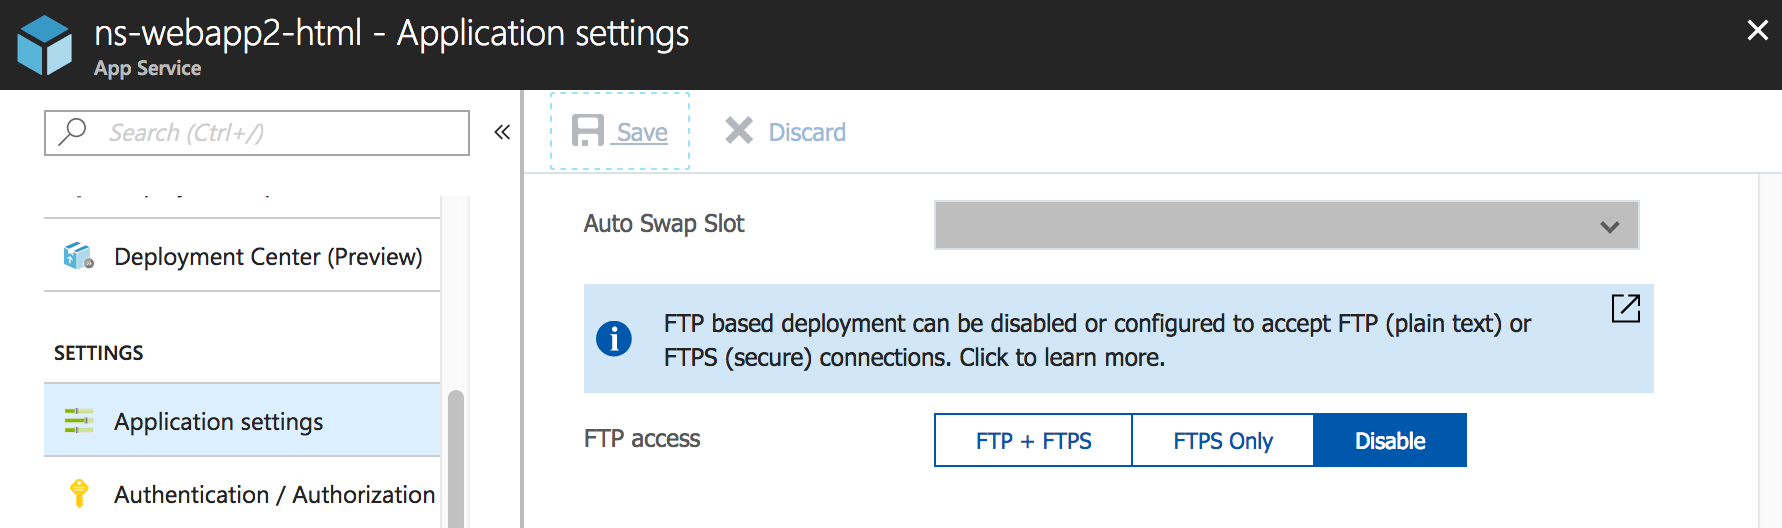 ns-webapp2-html - Application settings
App Service
Search (Ctrl+/)
Save
Discard
Auto Swap Slot
Deployment Center (Preview)
FTP based deployment can be disabled or configured to accept FTP (plain text) or
FTPS (secure) connections. Click to learn more.
SETTINGS
Application settings
FTP access
FTP + FTPS
FTPS Only
Disable
Authentication / Authorization